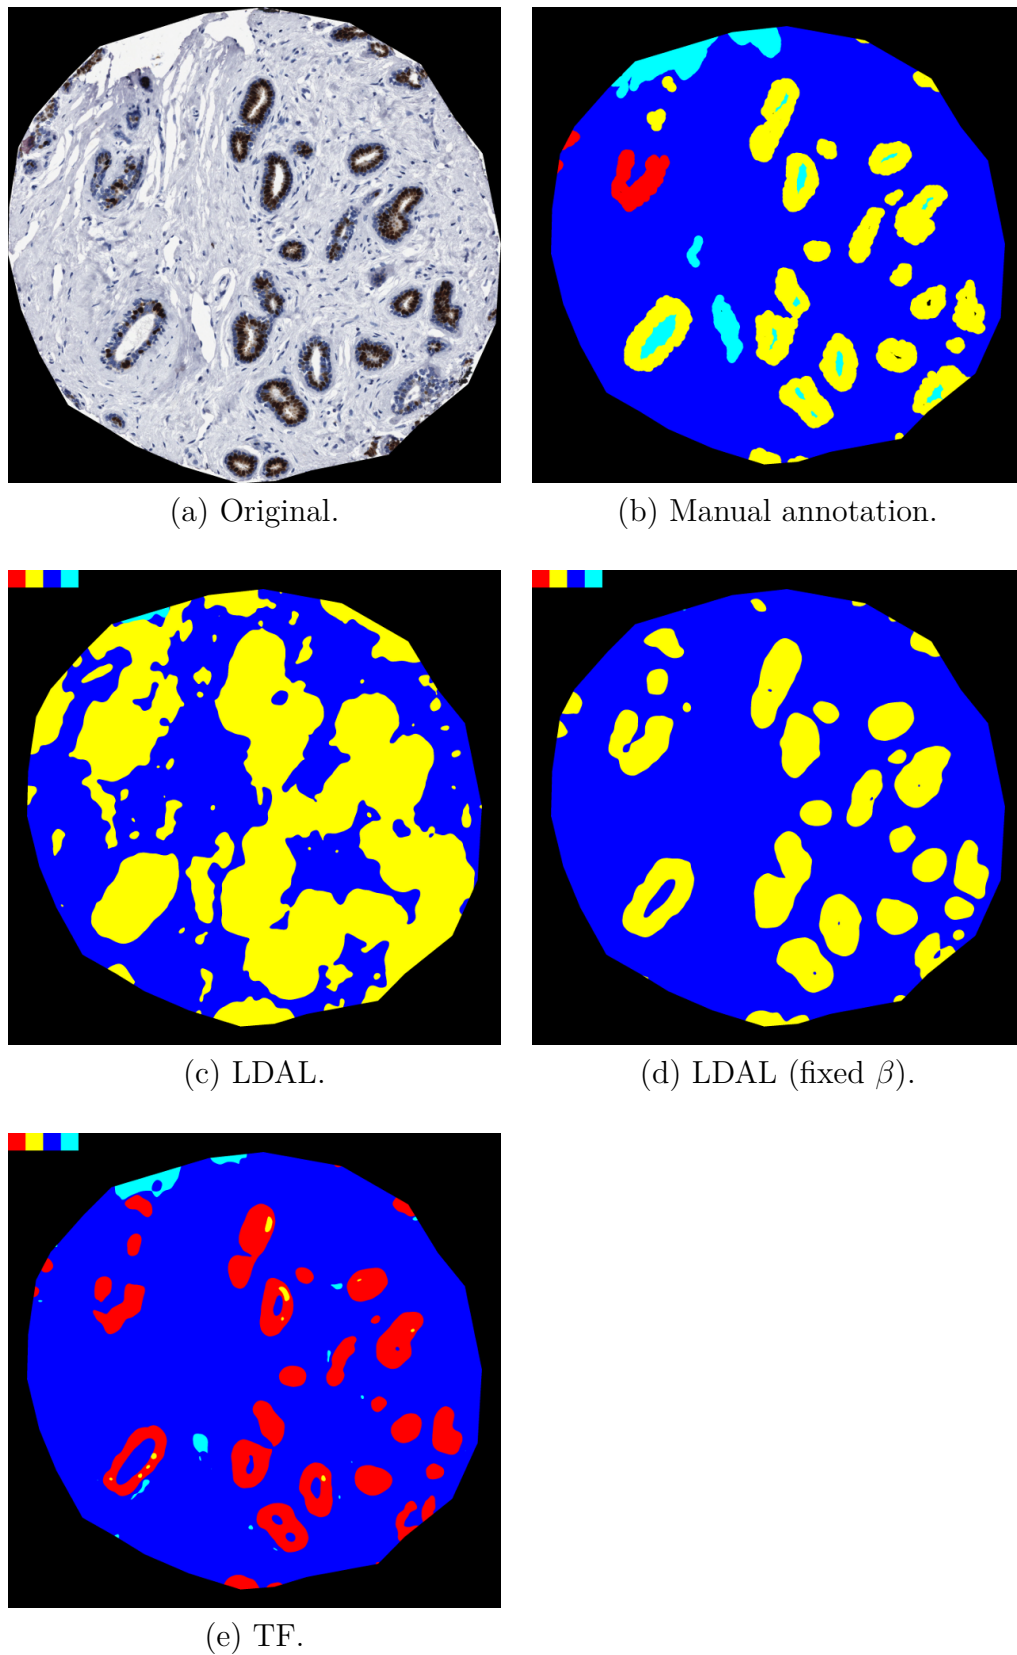 (a) Original.
(b) Manual annotation.
(c) LDAL.
(d) LDAL (fixed β).
(e) TF.